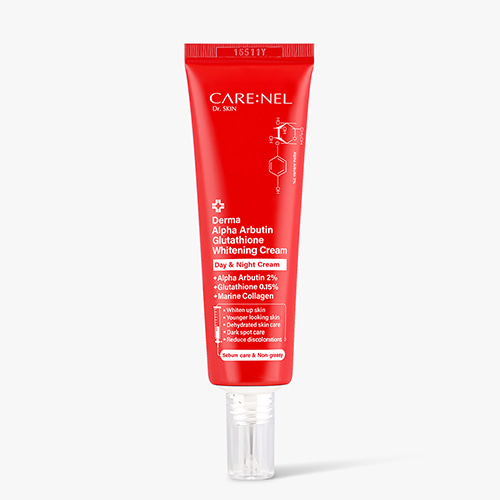 15511Y
CARE:NEL
Dr. SKIN
Derma
Alpha Arbutin
Glutathione
Whitening Cream
Day & Night Cream
+Alpha Arbutin 2%
+Glutathione 0.15%
+Marine Collagen
+Whiten up skin
+Younger looking skin
+Dehydrated skin care
+Dark spot care
+Reduce discolorations
Sebum care & Non-greasy